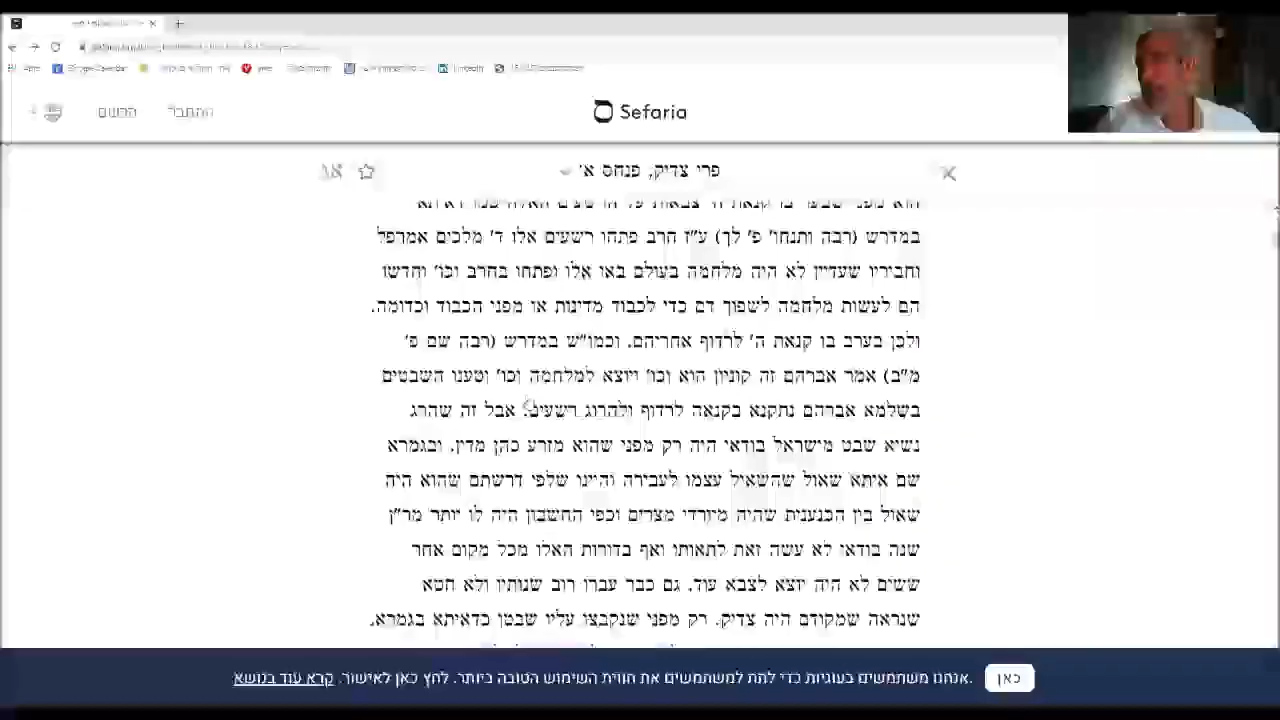 התחבר
הרשם
Sefaria
פרי צדיק, פנחס א׳
במדרש (רבה ותנחו׳ פ׳ לך) ע״ז חרב פתחו רשעים אלו ד׳ מלכים אמרפל
וחביריו שעדיין לא היה מלחמה בעולם באו אלו ופתחו בחרב וכו׳ וחדשו
הם לעשות מלחמה לשפוך דם כדי לכבוד מדינות או מפני הכבוד וכדומה.
ולכן בערב בו קנאת ה׳ לרדוף אחריהם. וכמו״ש במדרש (רבה שם פ׳
מ״ב) אמר אברהם זה קוניון הוא וכו׳ ויוצא למלחמה וכו׳ וטענו השבטים
בשלמא אברהם נתקנא בקנאה לרדוף ולהרוג רשעים. אבל זה שהרג
נשיא שבט מישראל בודאי היה רק מפני שהוא מזרע כהן מדין. ובגמרא
שם איתא שאול שהשאיל עצמו לעבירה והיינו שלפי דרשתם שהוא היה
שאול בין הכנענית שהיה מיורדי מצרים וכפי החשבון היה לו יותר מר״ן
שנה בודאי לא עשה זאת לתאותו ואף בדורות האלו מכל מקום אחר
ששים לא היה יוצא לצבא עוד. גם כבר עברו רוב שנותיו ולא חטא
שנראה שמקודם היה צדיק. רק מפני שנקבצו עליו שבטן כדאיתא בגמרא.
אנחנו משתמשים בעוגיות כדי לתת למשתמשים את חווית השימוש הטובה ביותר. לחץ כאן לאישור. קרא עוד בנושא
כאן